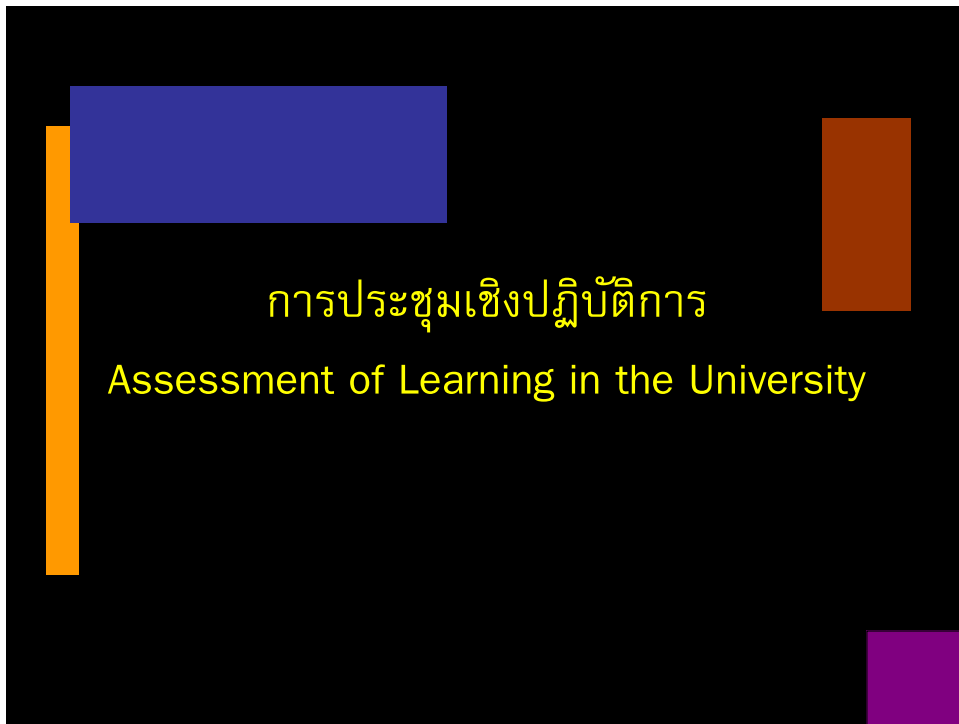 การประชุมเชิงปฏิบัติการ
Assessment of Learning in the University